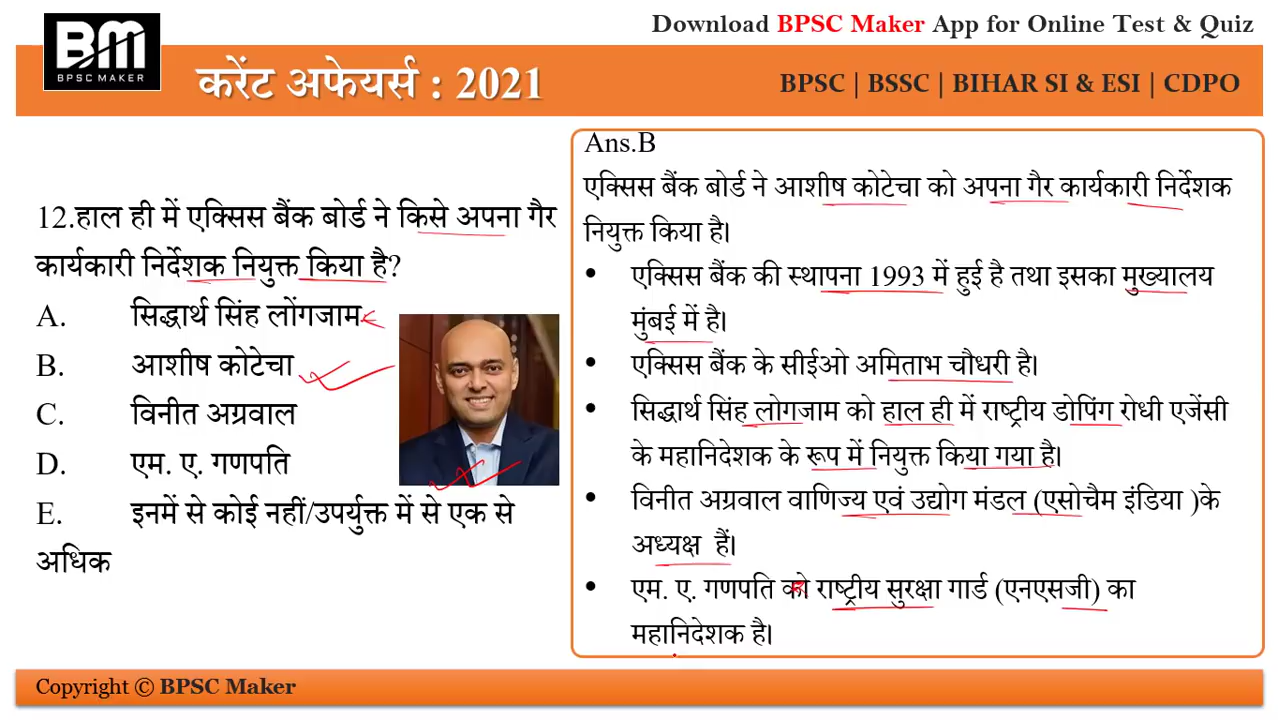 Download BPSC Maker App for Online Test & Quiz
BM
BPSC MAKER
करेंट अफेयर्स : 2021
BPSC | BSSC | BIHAR SI & ESI | CDPO
12.हाल ही में एक्सिस बैंक बोर्ड ने किसे अपना गैर
कार्यकारी निर्देशक नियुक्त किया है?
A. सिद्धार्थ सिंह लोंगजाम
B. आशीष कोटेचा
C. विनीत अग्रवाल
D. एम. ए. गणपति
E. इनमें से कोई नहीं/उपर्युक्त में से एक से
अधिक
Ans.B
एक्सिस बैंक बोर्ड ने आशीष कोटेचा को अपना गैर कार्यकारी निर्देशक
नियुक्त किया है।
• एक्सिस बैंक की स्थापना 1993 में हुई है तथा इसका मुख्यालय
मुंबई में है।
• एक्सिस बैंक के सीईओ अमिताभ चौधरी है।
• सिद्धार्थ सिंह लोगजाम को हाल ही में राष्ट्रीय डोपिंग रोधी एजेंसी
के महानिदेशक के रूप में नियुक्त किया गया है।
• विनीत अग्रवाल वाणिज्य एवं उद्योग मंडल (एसोचैम इंडिया )के
अध्यक्ष हैं।
• एम. ए. गणपति को राष्ट्रीय सुरक्षा गार्ड (एनएसजी) का
महानिदेशक है।
Copyright © BPSC Maker